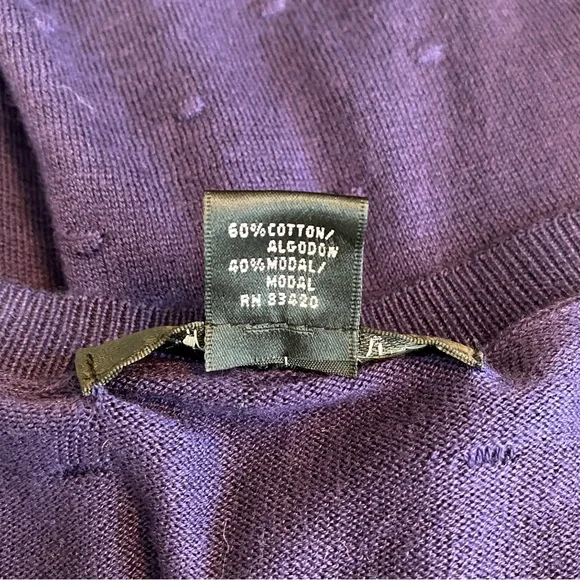 60%COTTON/
ALGODON
40%MODAL/
MODAL
RN 83420